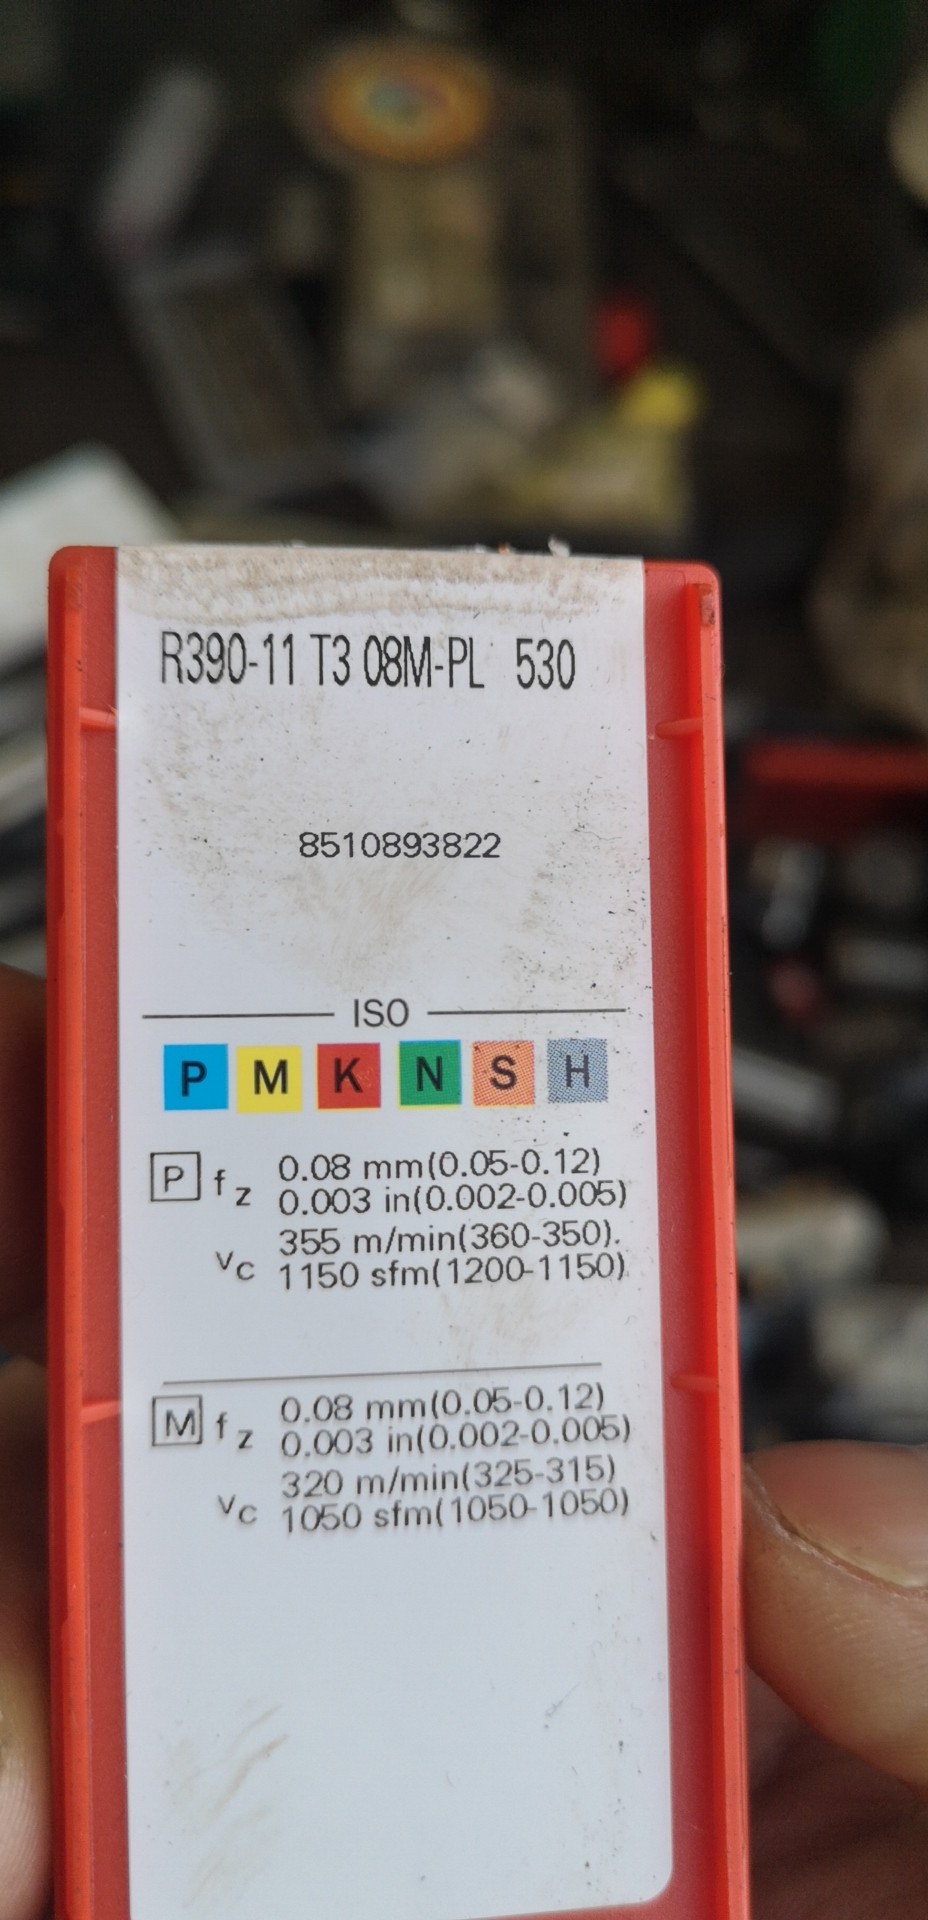 R390-11 T3 08M-PL 530
8510893822
ISO
P M K N S H
P fz 0.08 mm(0.05-0.12)
0.003 in(0.002-0.005)
vc 355 m/min(360-350).
1150 sfm(1200-1150)
M fz 0.08 mm(0.05-0.12)
0.003 in(0.002-0.005)
vc 320 m/min(325-315)
1050 sfm(1050-1050)